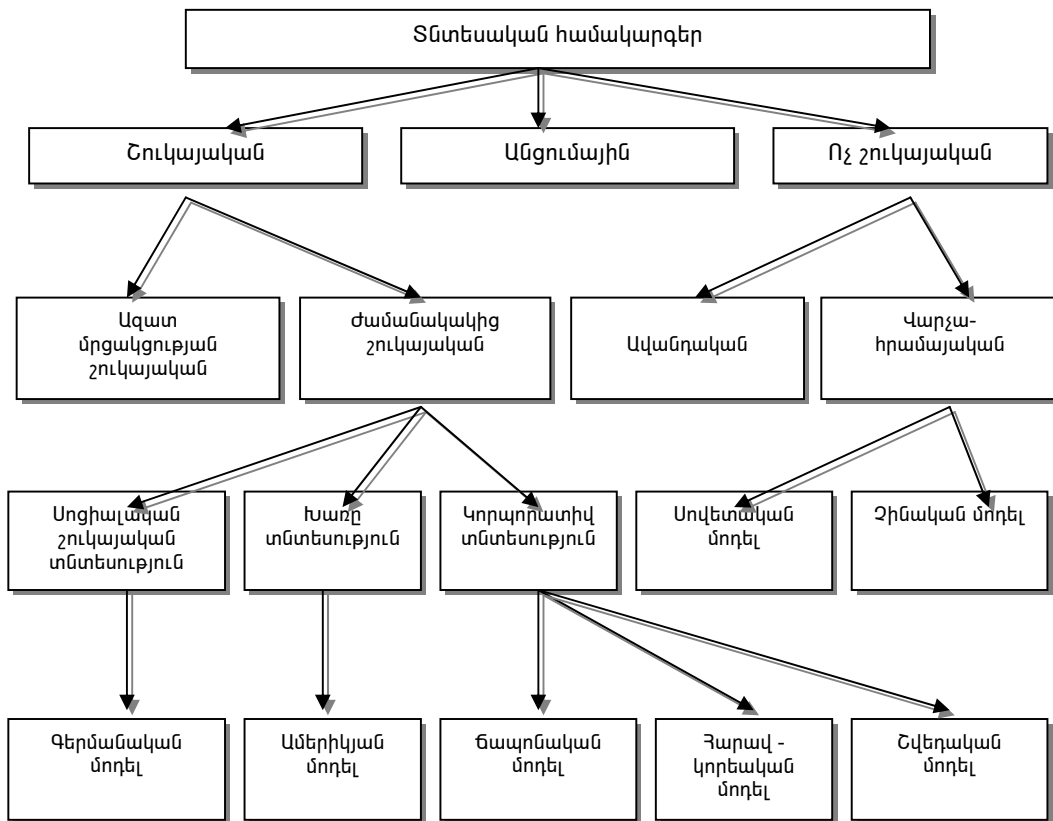 Տնտեսական համակարգեր
Շուկայական
Անցումային
Ոչ շուկայական
Ազատ
մրցակցության
շուկայական
Ժամանակակից
շուկայական
Ավանդական
Վարչա-
հրամայական
Սոցիալական
շուկայական
տնտեսություն
Խառը
տնտեսություն
Կորպորատիվ
տնտեսություն
Սովետական
մոդել
Չինական մոդել
Գերմանական
մոդել
Ամերիկյան
մոդել
Ճապոնական
մոդել
Հարավ -
կորեական
մոդել
Շվեդական
մոդել